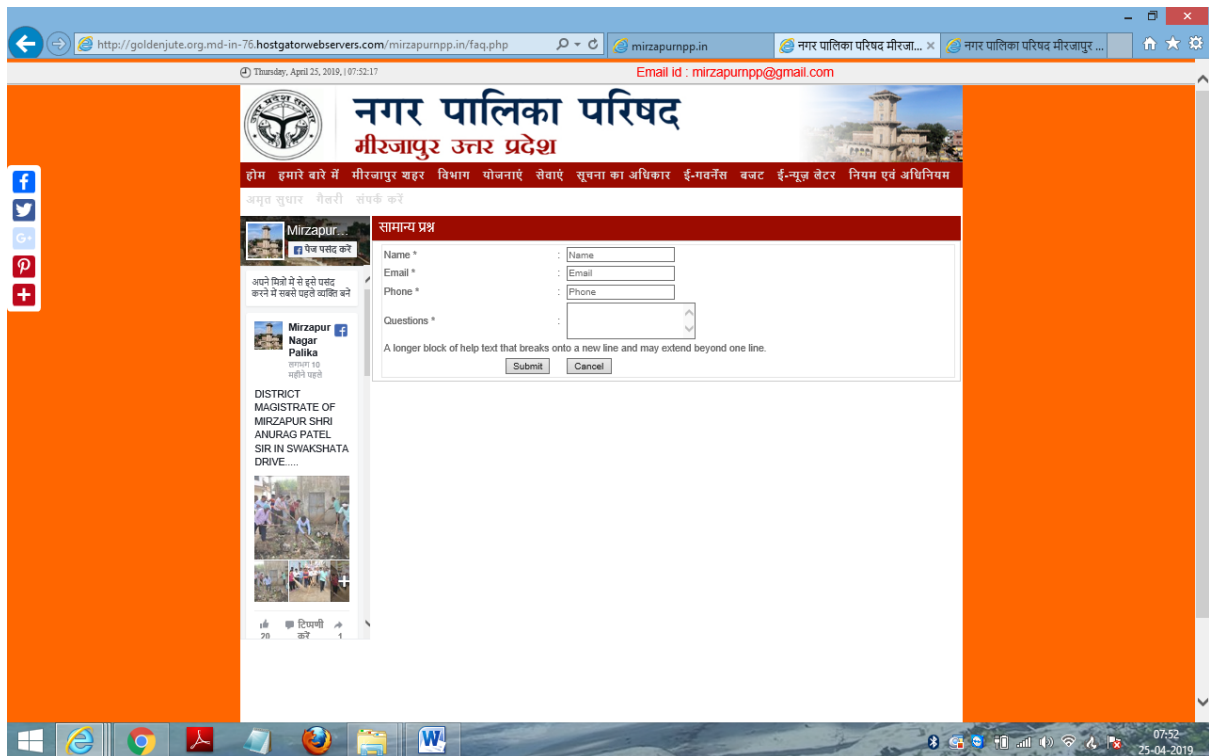 http://goldenjute.org.md-in-76.hostgatorwebservers.com/mirzapurnpp.in/faq.php
mirzapurnpp.in
नगर पालिका परिषद मीरजा...
नगर पालिका परिषद मीरजापुर ...
Thursday, April 25, 2019, | 07:52:17
Email id : mirzapurnpp@gmail.com
नगर पालिका परिषद
मीरजापुर उत्तर प्रदेश
होम हमारे बारे में मीरजापुर शहर विभाग योजनाएं सेवाएं सूचना का अधिकार ई-गवर्नेंस बजट ई-न्यूज़ लेटर नियम एवं अधिनियम
अमृत सुधार गैलरी संपर्क करें
Mirzapur...
पेज पसंद करें
अपने मित्रों में से इसे पसंद
करने में सबसे पहले व्यक्ति बनें
Mirzapur
Nagar
Palika
लगभग 10
महीने पहले
DISTRICT
MAGISTRATE OF
MIRZAPUR SHRI
ANURAG PATEL
SIR IN SWAKSHATA
DRIVE.....
टिप्पणी
करें
20
1
सामान्य प्रश्न
Name * : Name
Email * : Email
Phone * : Phone
Questions * :
A longer block of help text that breaks onto a new line and may extend beyond one line.
Submit Cancel
07:52
25-04-2019